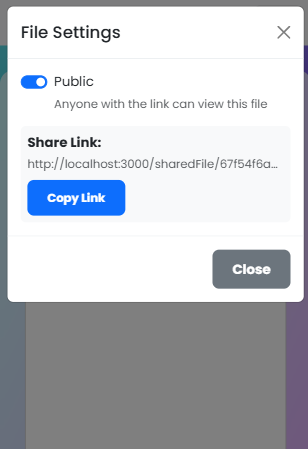 File Settings
Public
Anyone with the link can view this file
Share Link:
http://localhost:3000/sharedFile/67f54f6a...
Copy Link
Close